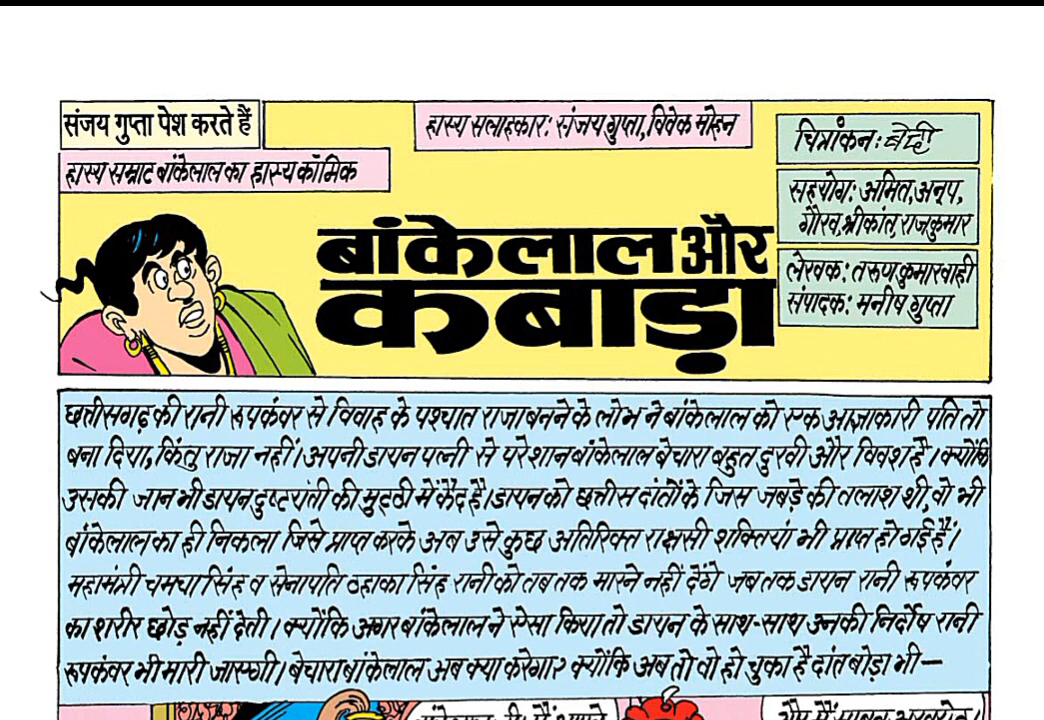 संजय गुप्ता पेश करते हैं
हास्य सलाहकार: संजय गुप्ता, विवेक मोहन
हास्य सम्राट बांकेलाल का हास्य कॉमिक
चित्रांकन: बेदी
सहयोग: अमित, अनूप,
गौरव, श्रीकांत, राजकुमार
लेखक: तरुण कुमार वाही
संपादक: मनीष गुप्ता
बांकेलाल और
कबाड़ा
छत्तीसगढ़ की रानी रूपकंवर से विवाह के पश्चात राजा बनने के लोभ ने बांकेलाल को एक आज्ञाकारी पति तो
बना दिया, किंतु राजा नहीं। अपनी डायन पत्नी से परेशान बांकेलाल बेचारा बहुत दुखी और विवश है। क्योंकि
उसकी जान भी डायन दुष्टयंती की मुट्ठी में कैद है। डायन को छत्तीस दांतों के जिस जबड़े की तलाश थी, वो भी
बांकेलाल का ही निकला जिसे प्राप्त करके अब उसे कुछ अतिरिक्त राक्षसी शक्तियां भी प्राप्त हो गई हैं।
महामंत्री चमचा सिंह व सेनापति ठहाका सिंह रानी को तब तक मारने नहीं देंगे जब तक डायन रानी रूपकंवर
का शरीर छोड़ नहीं देती। क्योंकि अगर बांकेलाल ने ऐसा किया तो डायन के साथ-साथ उनकी निर्दोष रानी
रूपकंवर भी मारी जाएगी। बेचारा बांकेलाल अब क्या करेगा? क्योंकि अब तो वो हो चुका है दांत बोड़ा भी—